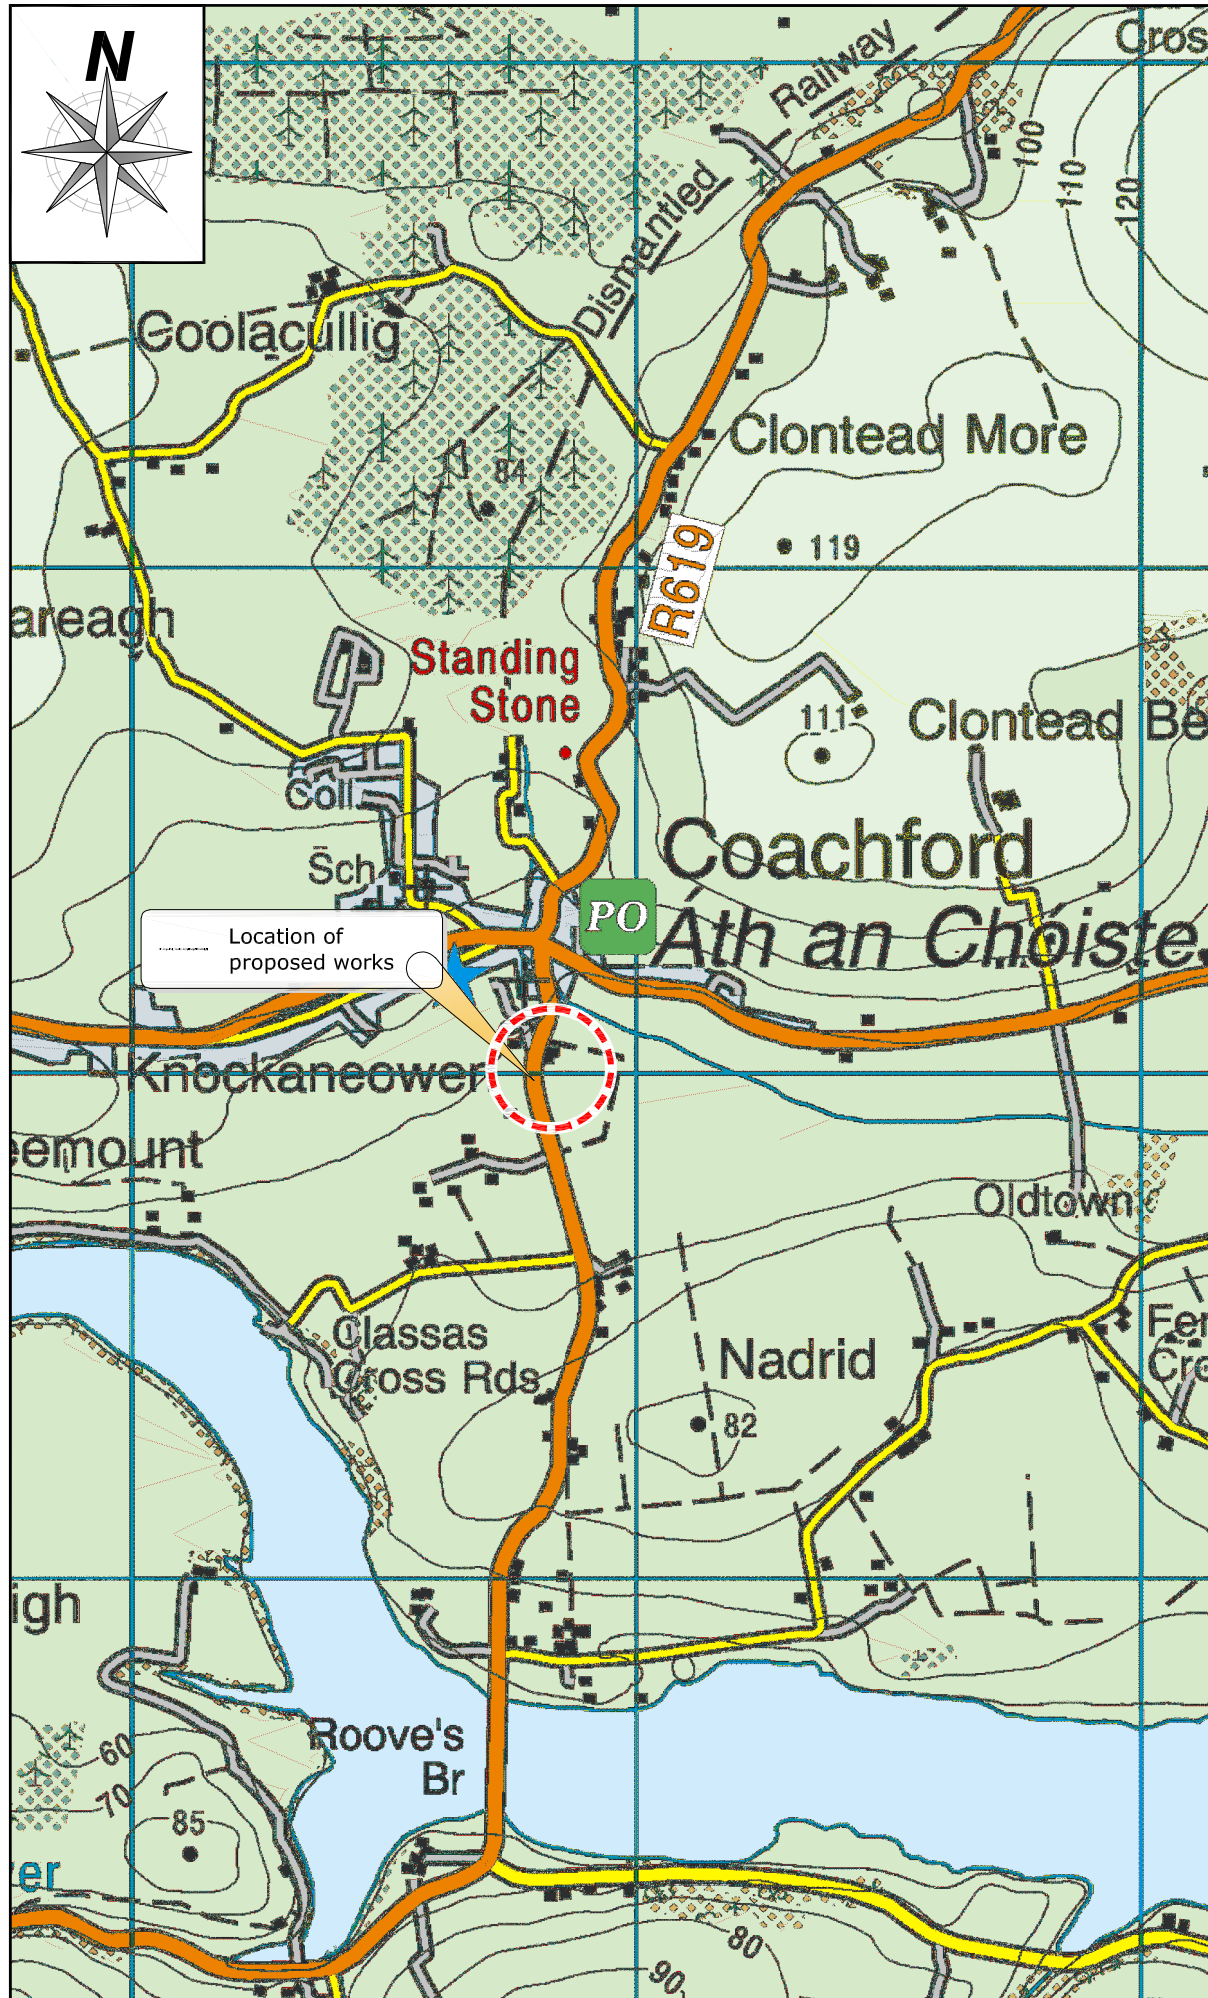 N
Cros
Railway
Dismantled
100
110
120
Coolacullig
Clontead More
84
119
R619
areagh
Standing
Stone
111
Clontead Be
Coll
Coachford
Sch
PO
Áth an Chóiste
Location of
proposed works
Knockaneower
eemount
Oldtown
Classas
Cross Rds
Nadrid
Fer
Cro
82
igh
Roove's
Br
60
70
85
er
80
90